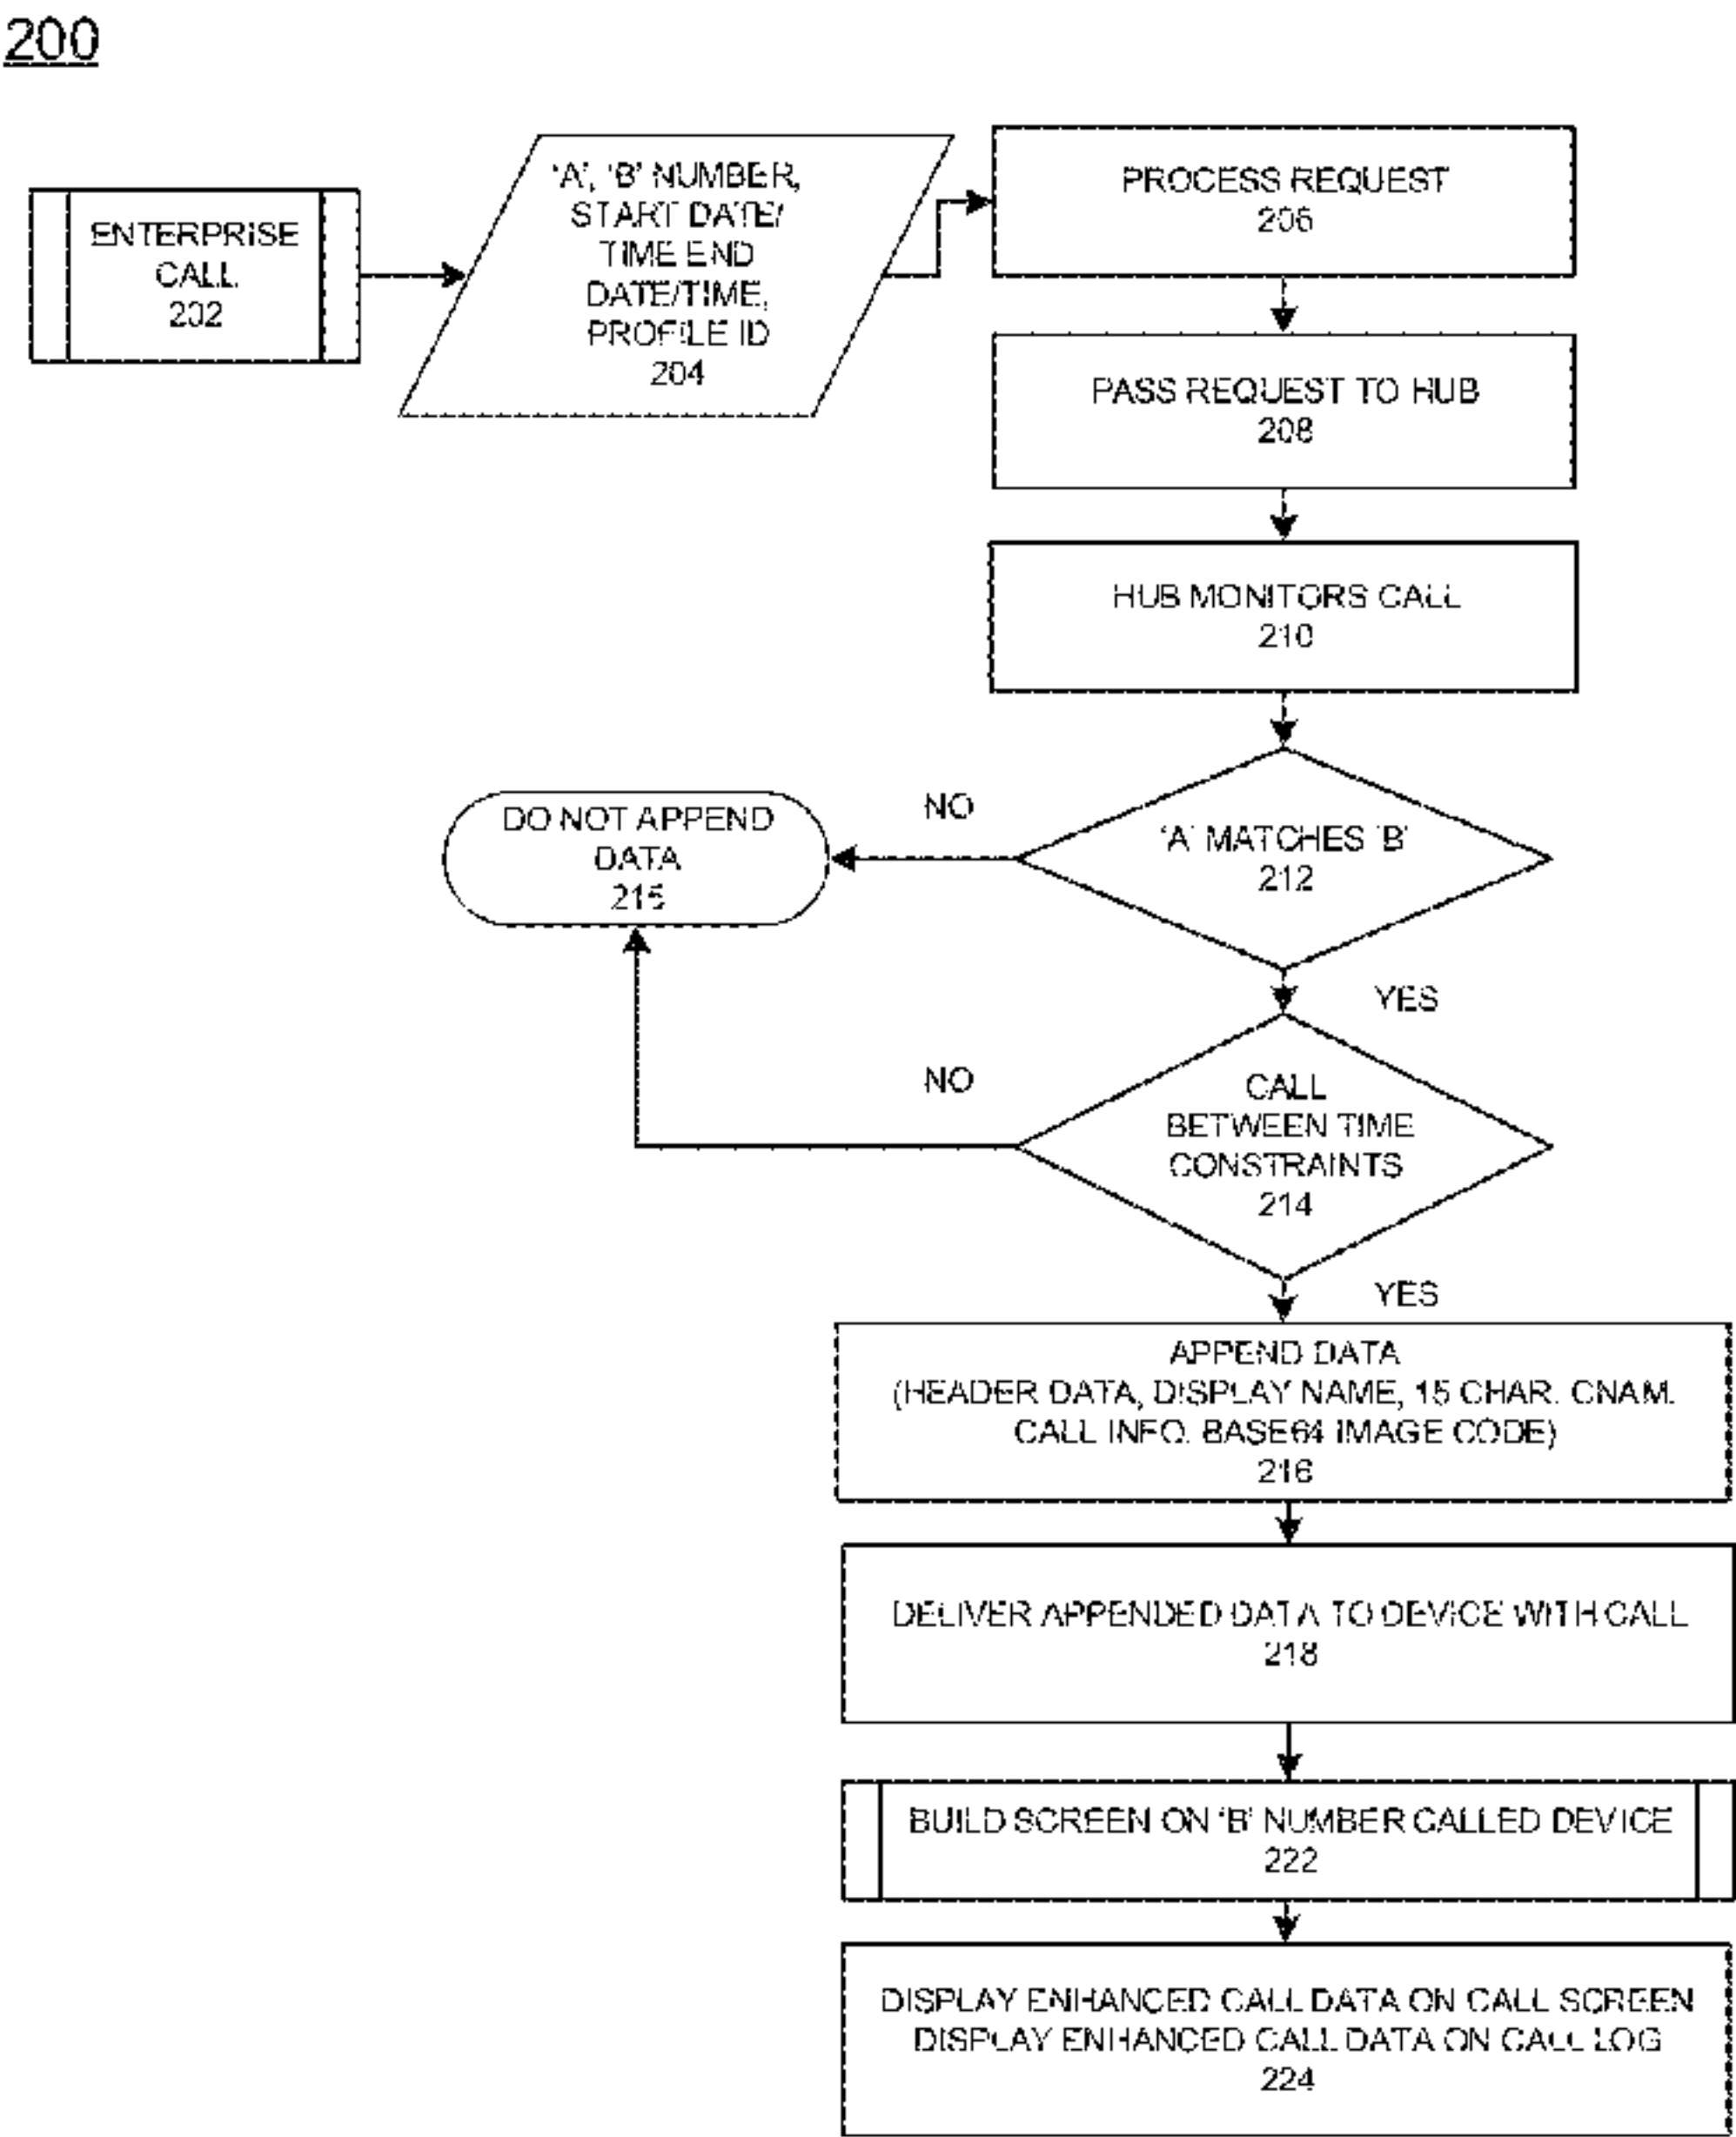 200
ENTERPRISE
CALL
202
'A', 'B' NUMBER,
START DATE/
TIME END
DATE/TIME,
PROFILE ID
204
PROCESS REQUEST
206
PASS REQUEST TO HUB
208
HUB MONITORS CALL
210
'A' MATCHES 'B'
212
NO
DO NOT APPEND
DATA
215
YES
CALL
BETWEEN TIME
CONSTRAINTS
214
NO
YES
APPEND DATA
(HEADER DATA, DISPLAY NAME, 15 CHAR. CNAM.
CALL INFO. BASE64 IMAGE CODE)
216
DELIVER APPENDED DATA TO DEVICE WITH CALL
218
BUILD SCREEN ON 'B' NUMBER CALLED DEVICE
222
DISPLAY ENHANCED CALL DATA ON CALL SCREEN
DISPLAY ENHANCED CALL DATA ON CALL LOG
224